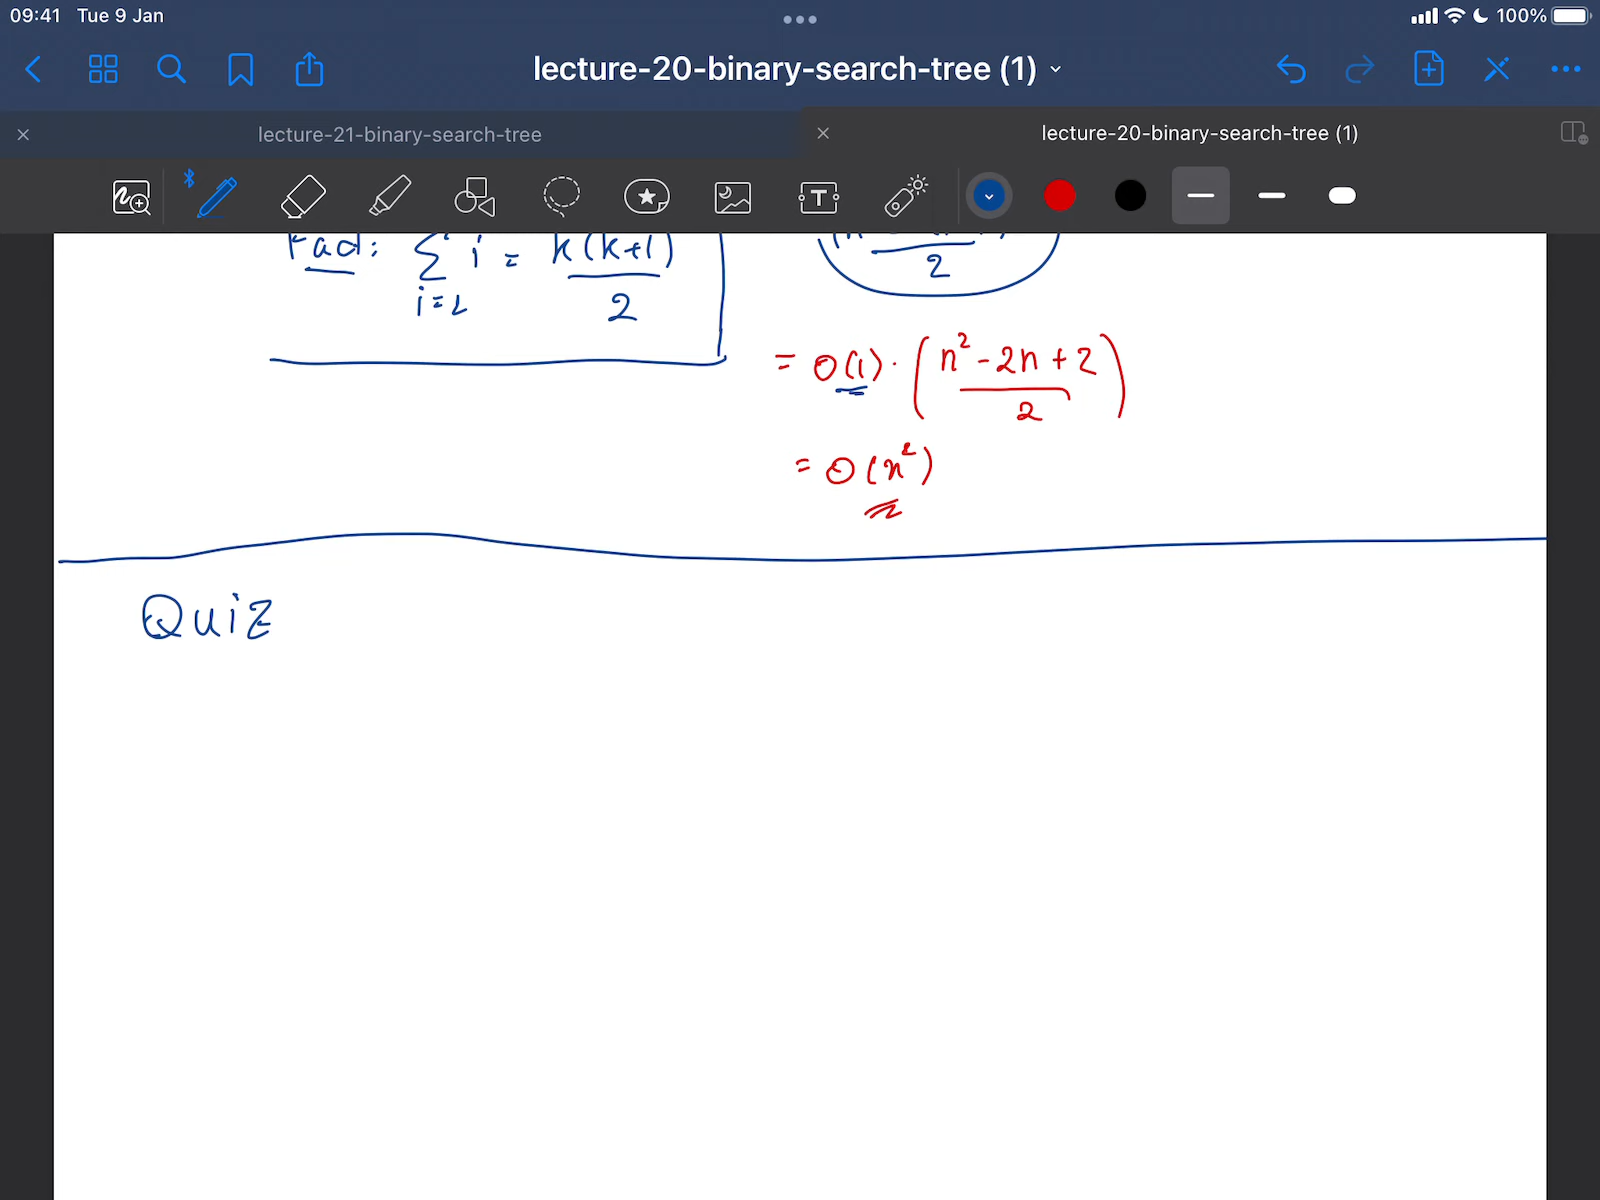 09:41 Tue 9 Jan 100%
lecture-20-binary-search-tree (1)
lecture-21-binary-search-tree
lecture-20-binary-search-tree (1)
Fact: ∑ i = k(k+1)
i=1 2
2
= O(1) · (n² - 2n + 2)
2
= O(n²)
Quiz